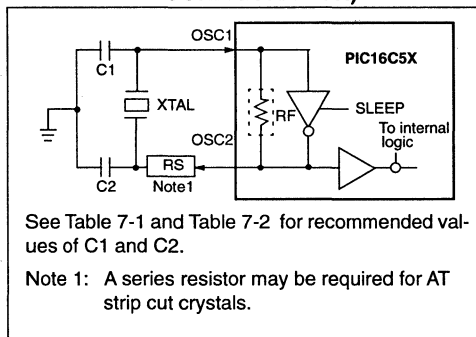 OSC1
PIC16C5X
C1
XTAL
RF
SLEEP
To internal
logic
OSC2
C2
RS
Note1
See Table 7-1 and Table 7-2 for recommended val-
ues of C1 and C2.
Note 1: A series resistor may be required for AT
strip cut crystals.